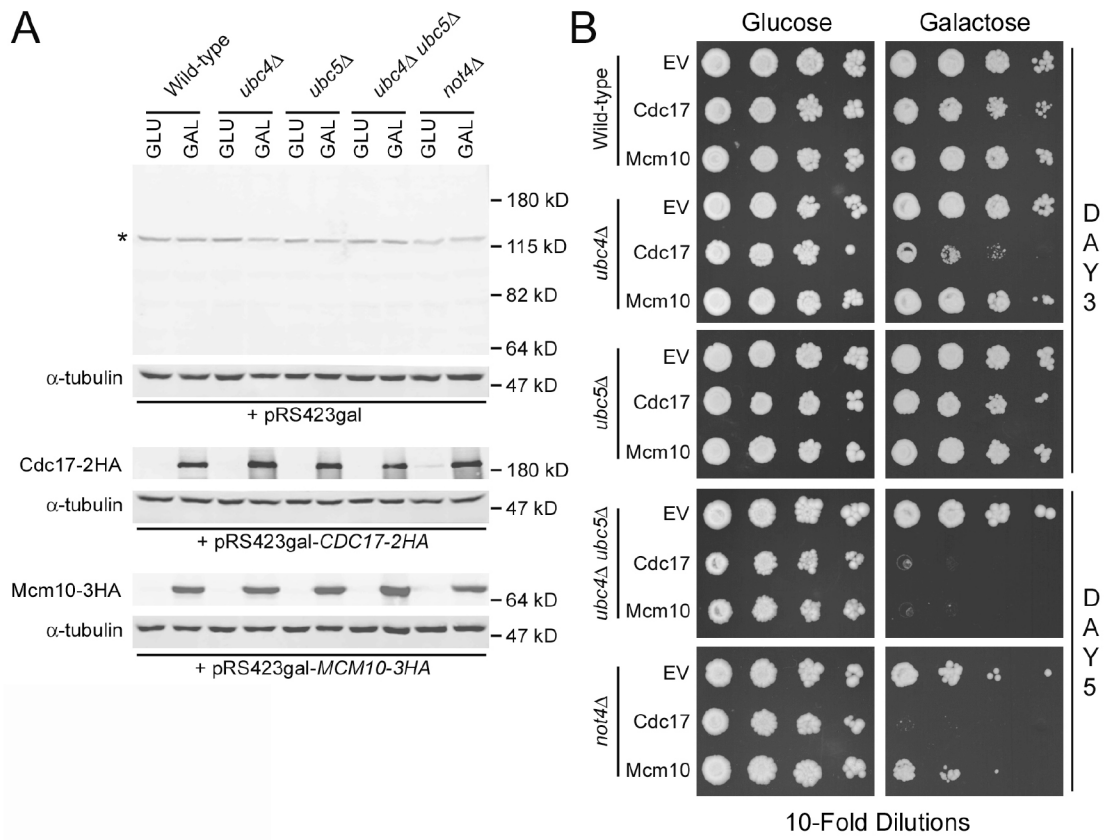 A
Wild-type
ubc4Δ
ubc5Δ
ubc4Δ ubc5Δ
not4Δ
GLU GAL GLU GAL GLU GAL GLU GAL GLU GAL
180 kD
*
115 kD
82 kD
64 kD
α-tubulin
47 kD
+ pRS423gal
Cdc17-2HA
180 kD
α-tubulin
47 kD
+ pRS423gal-CDC17-2HA
Mcm10-3HA
64 kD
α-tubulin
47 kD
+ pRS423gal-MCM10-3HA
B
Glucose
Galactose
Wild-type
EV
Cdc17
Mcm10
ubc4Δ
EV
Cdc17
Mcm10
ubc5Δ
EV
Cdc17
Mcm10
DAY3
ubc4Δ ubc5Δ
EV
Cdc17
Mcm10
not4Δ
EV
Cdc17
Mcm10
DAY5
10-Fold Dilutions